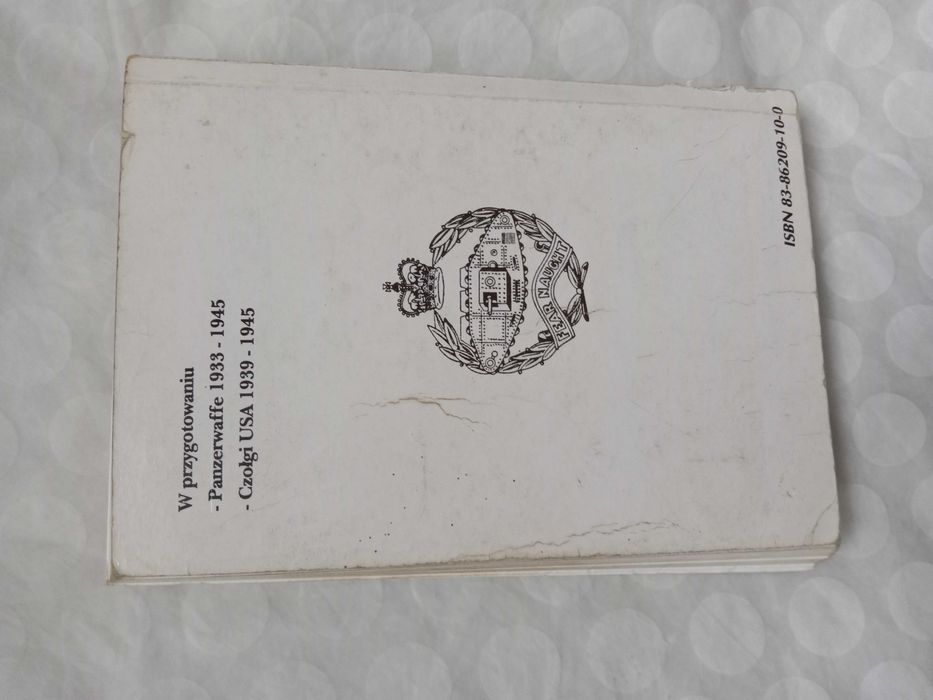 W przygotowaniu
- Panzerwaffe 1933 - 1945
- Czołgi USA 1939 - 1945
FEAR NAUGHT
ISBN 83-86209-10-0